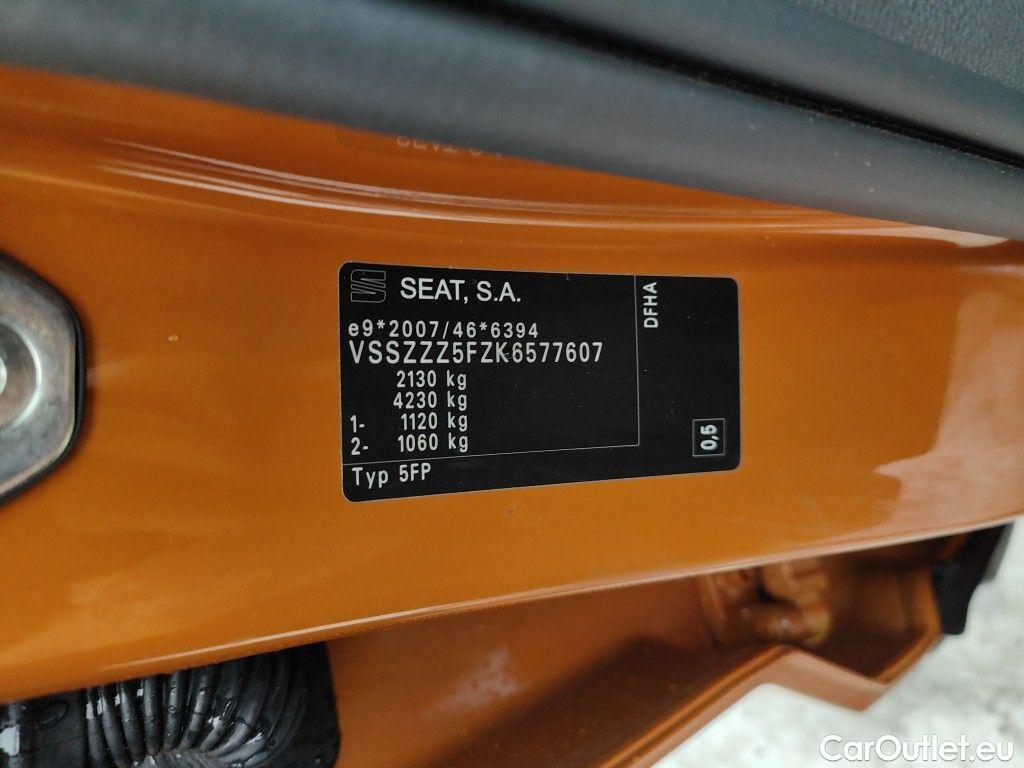 SEAT, S.A.
e9*2007/46*6394
VSSZZZ5FZK6577607
2130 kg
4230 kg
1- 1120 kg
2- 1060 kg
Typ 5FP
DFHA
0,5
CarOutlet.eu